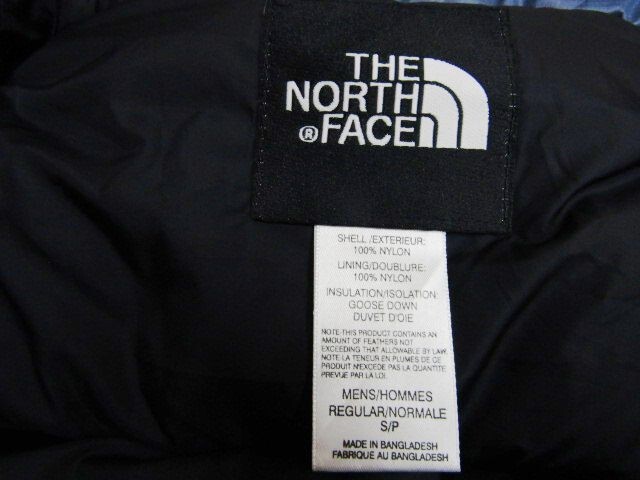 THE
NORTH
® FACE
SHELL /EXTERIEUR:
100% NYLON
LINING/DOUBLURE:
100% NYLON
INSULATION/ISOLATION:
GOOSE DOWN
DUVET D'OIE
NOTE-THIS PRODUCT CONTAINS AN
AMOUNT OF FEATHERS NOT
EXCEEDING THAT ALLOWABLE BY LAW.
NOTE-LA TENEUR EN PLUMES DE CE
PRODUIT N'EXCEDE PAS LA QUANTITE
PREVUE PAR LA LOI.
MENS/HOMMES
REGULAR/NORMALE
S/P
MADE IN BANGLADESH
FABRIQUE AU BANGLADESH